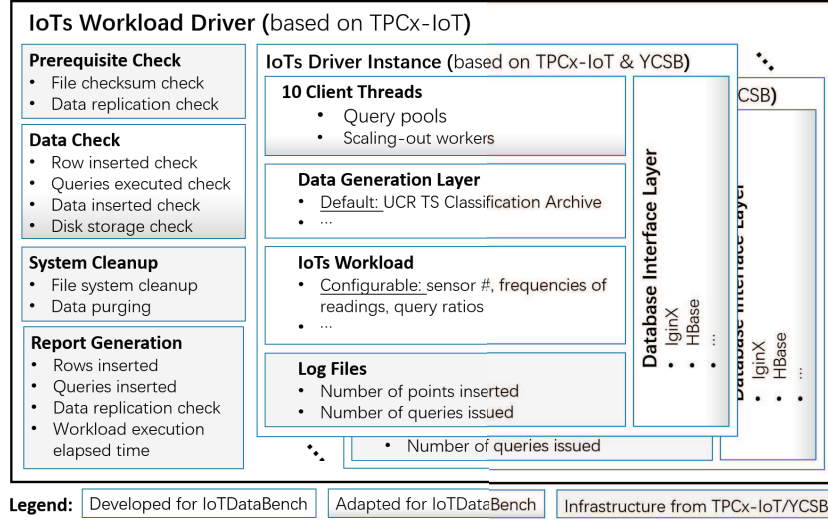 IoTs Workload Driver (based on TPCx-IoT)
Prerequisite Check
• File checksum check
• Data replication check
Data Check
• Row inserted check
• Queries executed check
• Data inserted check
• Disk storage check
System Cleanup
• File system cleanup
• Data purging
Report Generation
• Rows inserted
• Queries inserted
• Data replication check
• Workload execution
elapsed time
IoTs Driver Instance (based on TPCx-IoT & YCSB)
10 Client Threads
• Query pools
• Scaling-out workers
Data Generation Layer
• Default: UCR TS Classification Archive
• ...
IoTs Workload
• Configurable: sensor #, frequencies of
readings, query ratios
• ...
Log Files
• Number of points inserted
• Number of queries issued
Database Interface Layer
• IginX
• HBase
• ...
CSB)
Database Interface Layer
• IginX
• HBase
• ...
• Number of queries issued
Legend: Developed for IoTDataBench Adapted for IoTDataBench Infrastructure from TPCx-IoT/YCSB